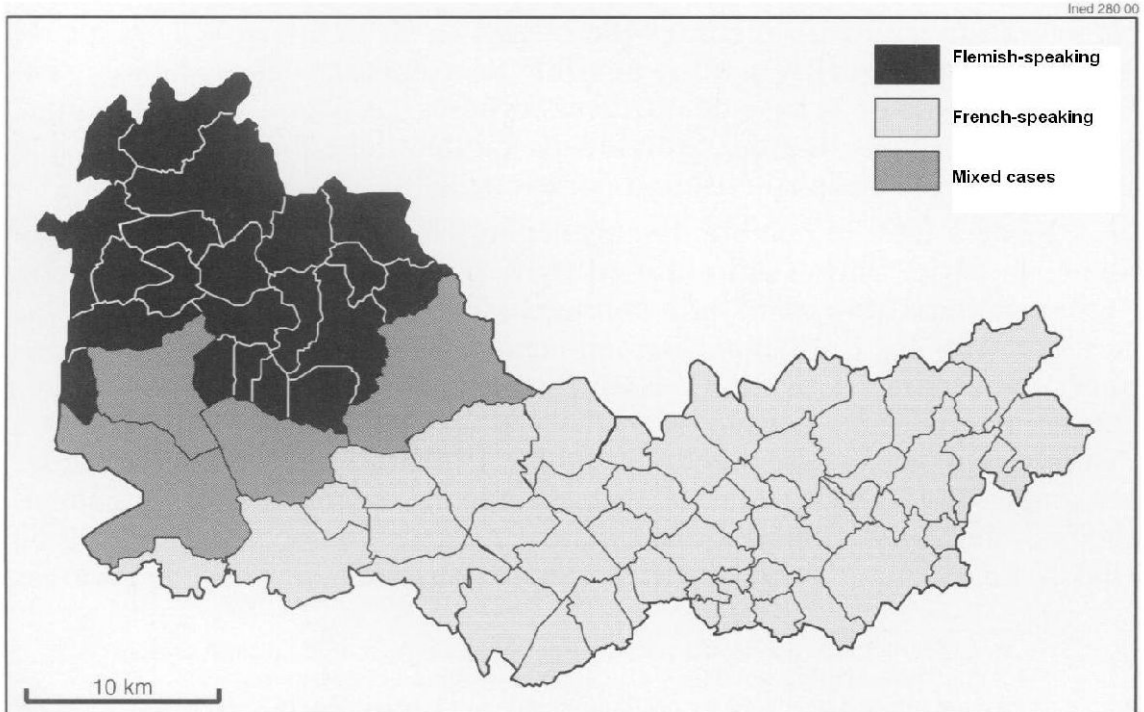 Ined 280 00
Flemish-speaking
French-speaking
Mixed cases
10 km